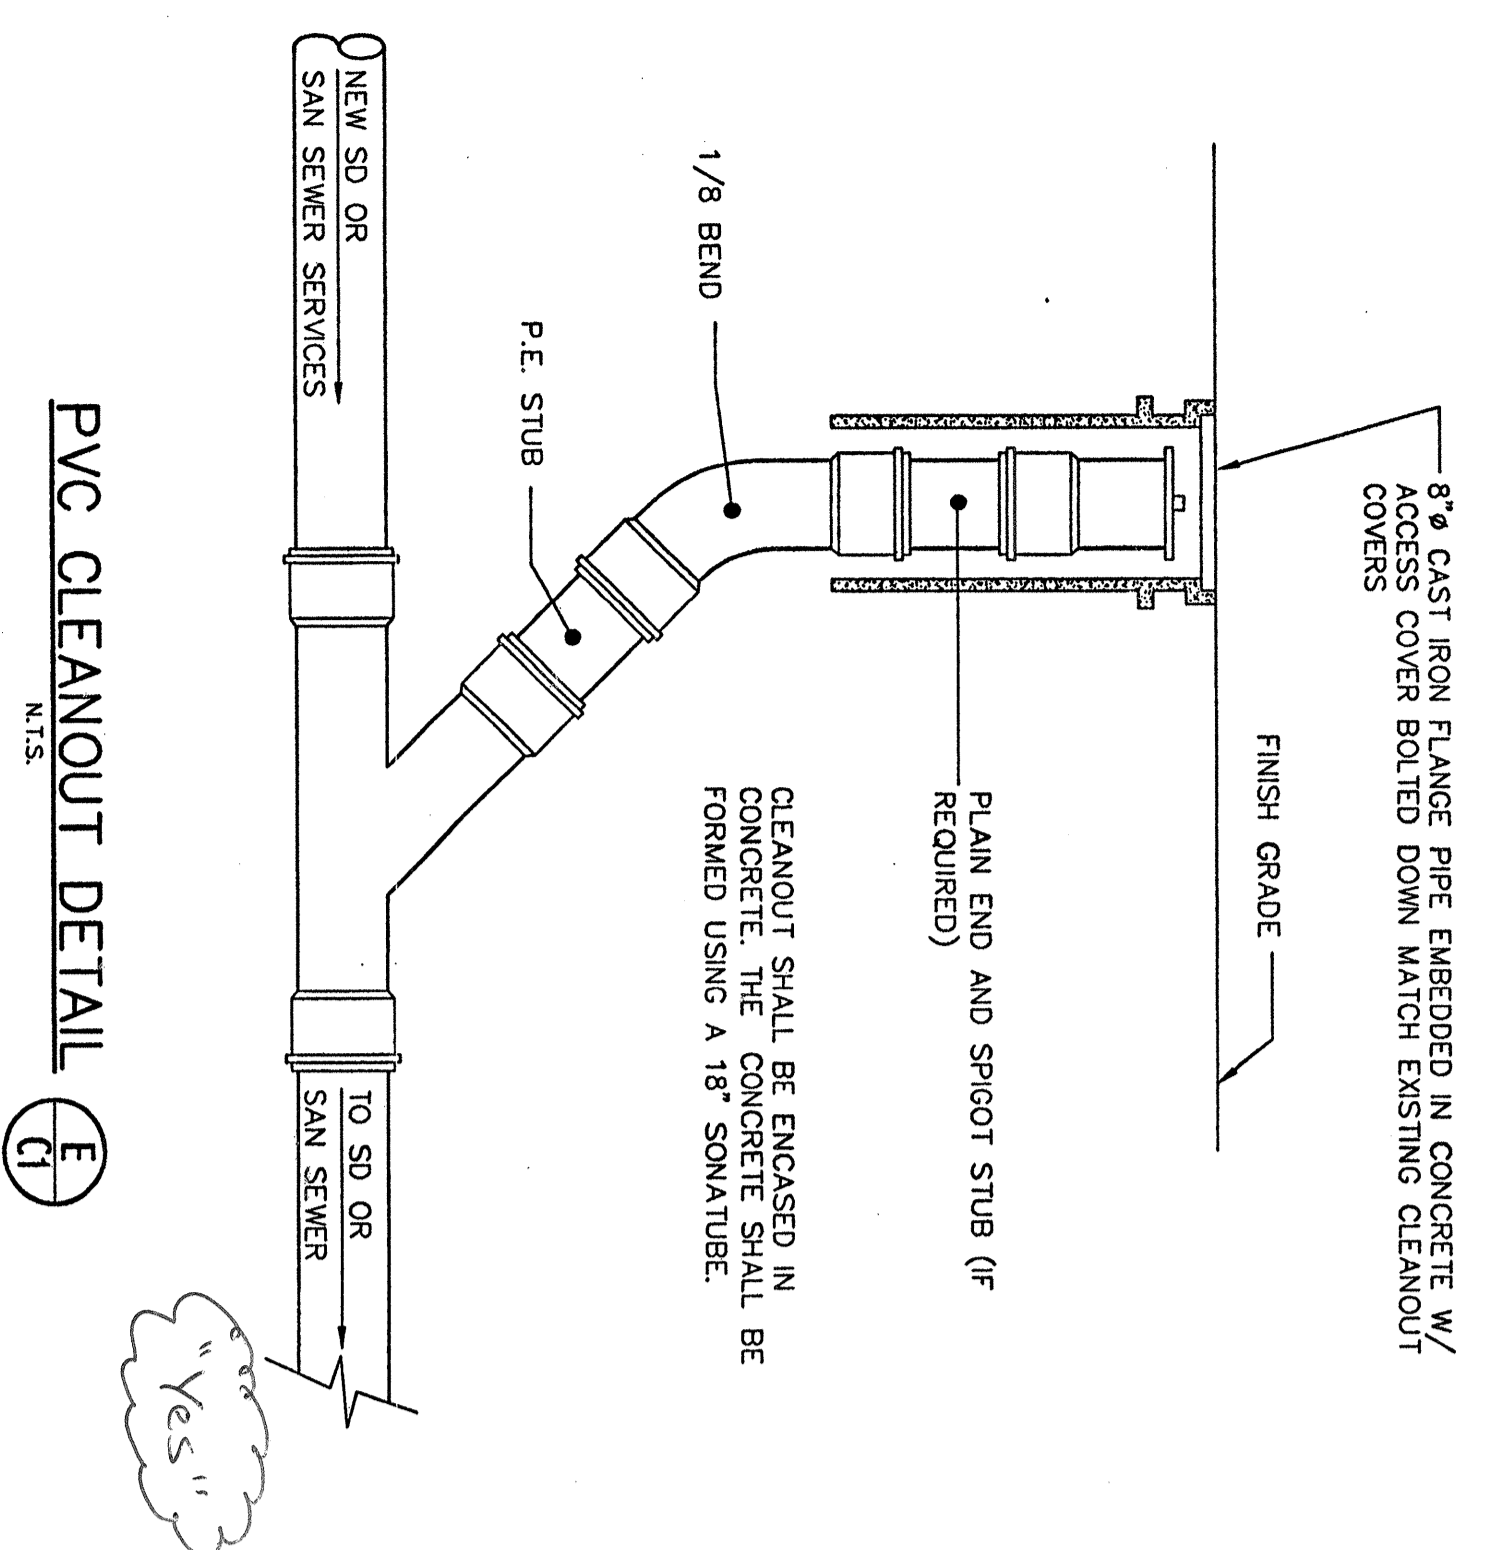 8"ø CAST IRON FLANGE PIPE EMBEDDED IN CONCRETE W/
ACCESS COVER BOLTED DOWN MATCH EXISTING CLEANOUT
COVERS
FINISH GRADE
PLAIN END AND SPIGOT STUB (IF
REQUIRED)
1/8 BEND
CLEANOUT SHALL BE ENCASED IN
CONCRETE. THE CONCRETE SHALL BE
FORMED USING A 18" SONATUBE.
P.E. STUB
NEW SD OR
SAN SEWER SERVICES
TO SD OR
SAN SEWER
"Yes"
PVC CLEANOUT DETAIL
N.T.S.
E
C1